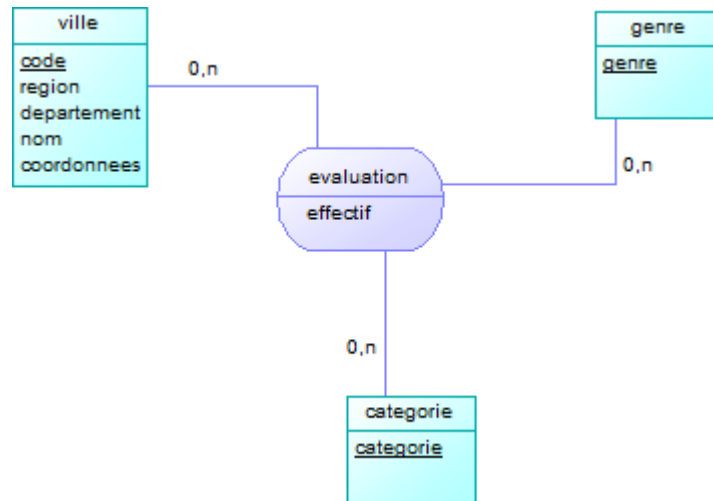 ville
code
region
departement
nom
coordonnees
0,n
genre
genre
0,n
evaluation
effectif
0,n
categorie
categorie